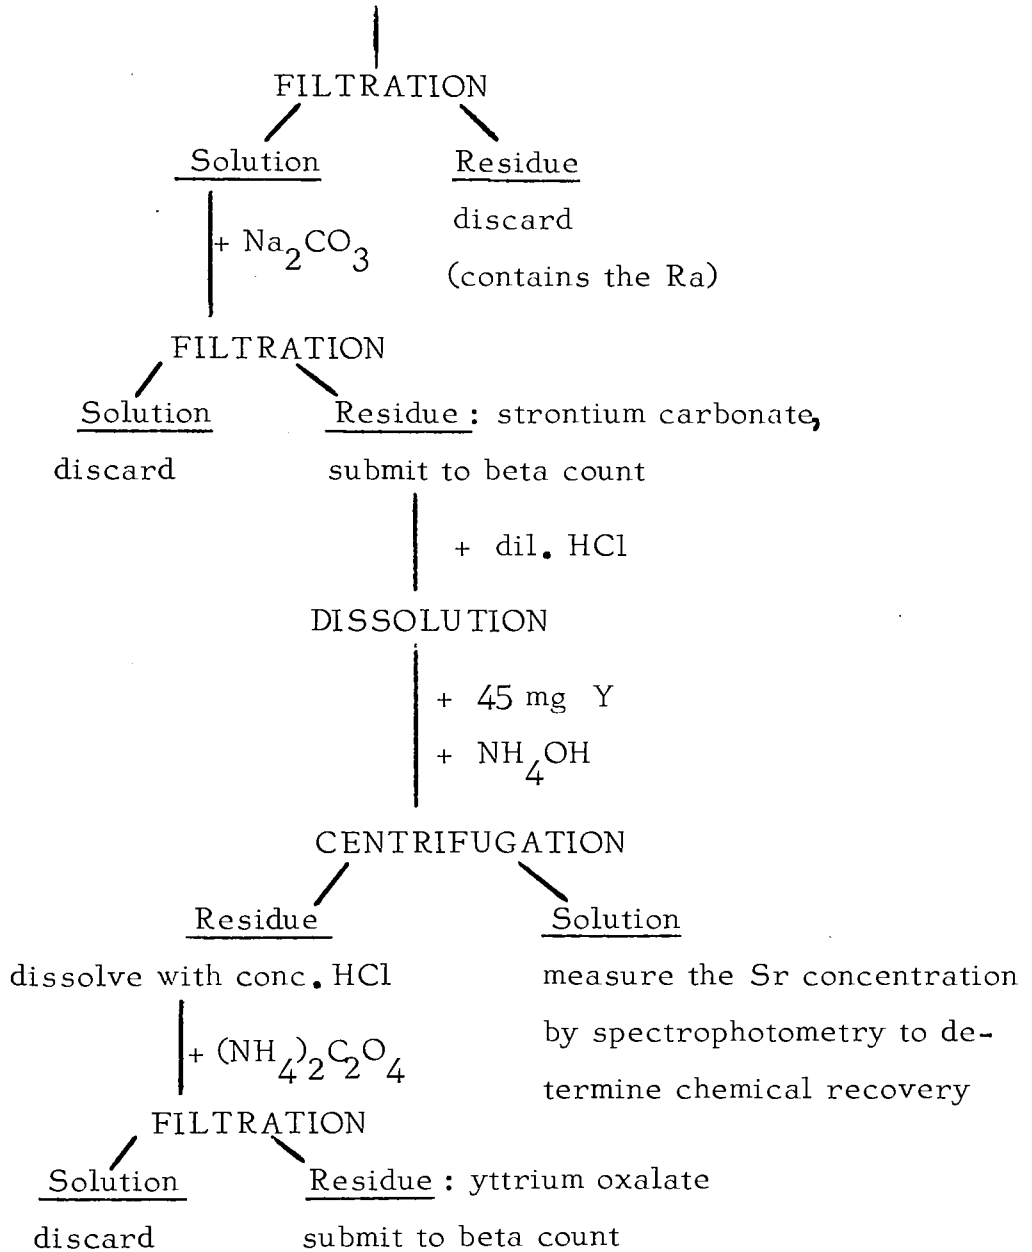 FILTRATION
Solution Residue
discard
+ Na2CO3
(contains the Ra)
FILTRATION
Solution Residue : strontium carbonate,
discard submit to beta count
+ dil. HCl
DISSOLUTION
+ 45 mg Y
+ NH4OH
CENTRIFUGATION
Residue Solution
dissolve with conc. HCl measure the Sr concentration
by spectrophotometry to de-
+ (NH4)2C2O4
termine chemical recovery
FILTRATION
Solution Residue : yttrium oxalate
discard submit to beta count